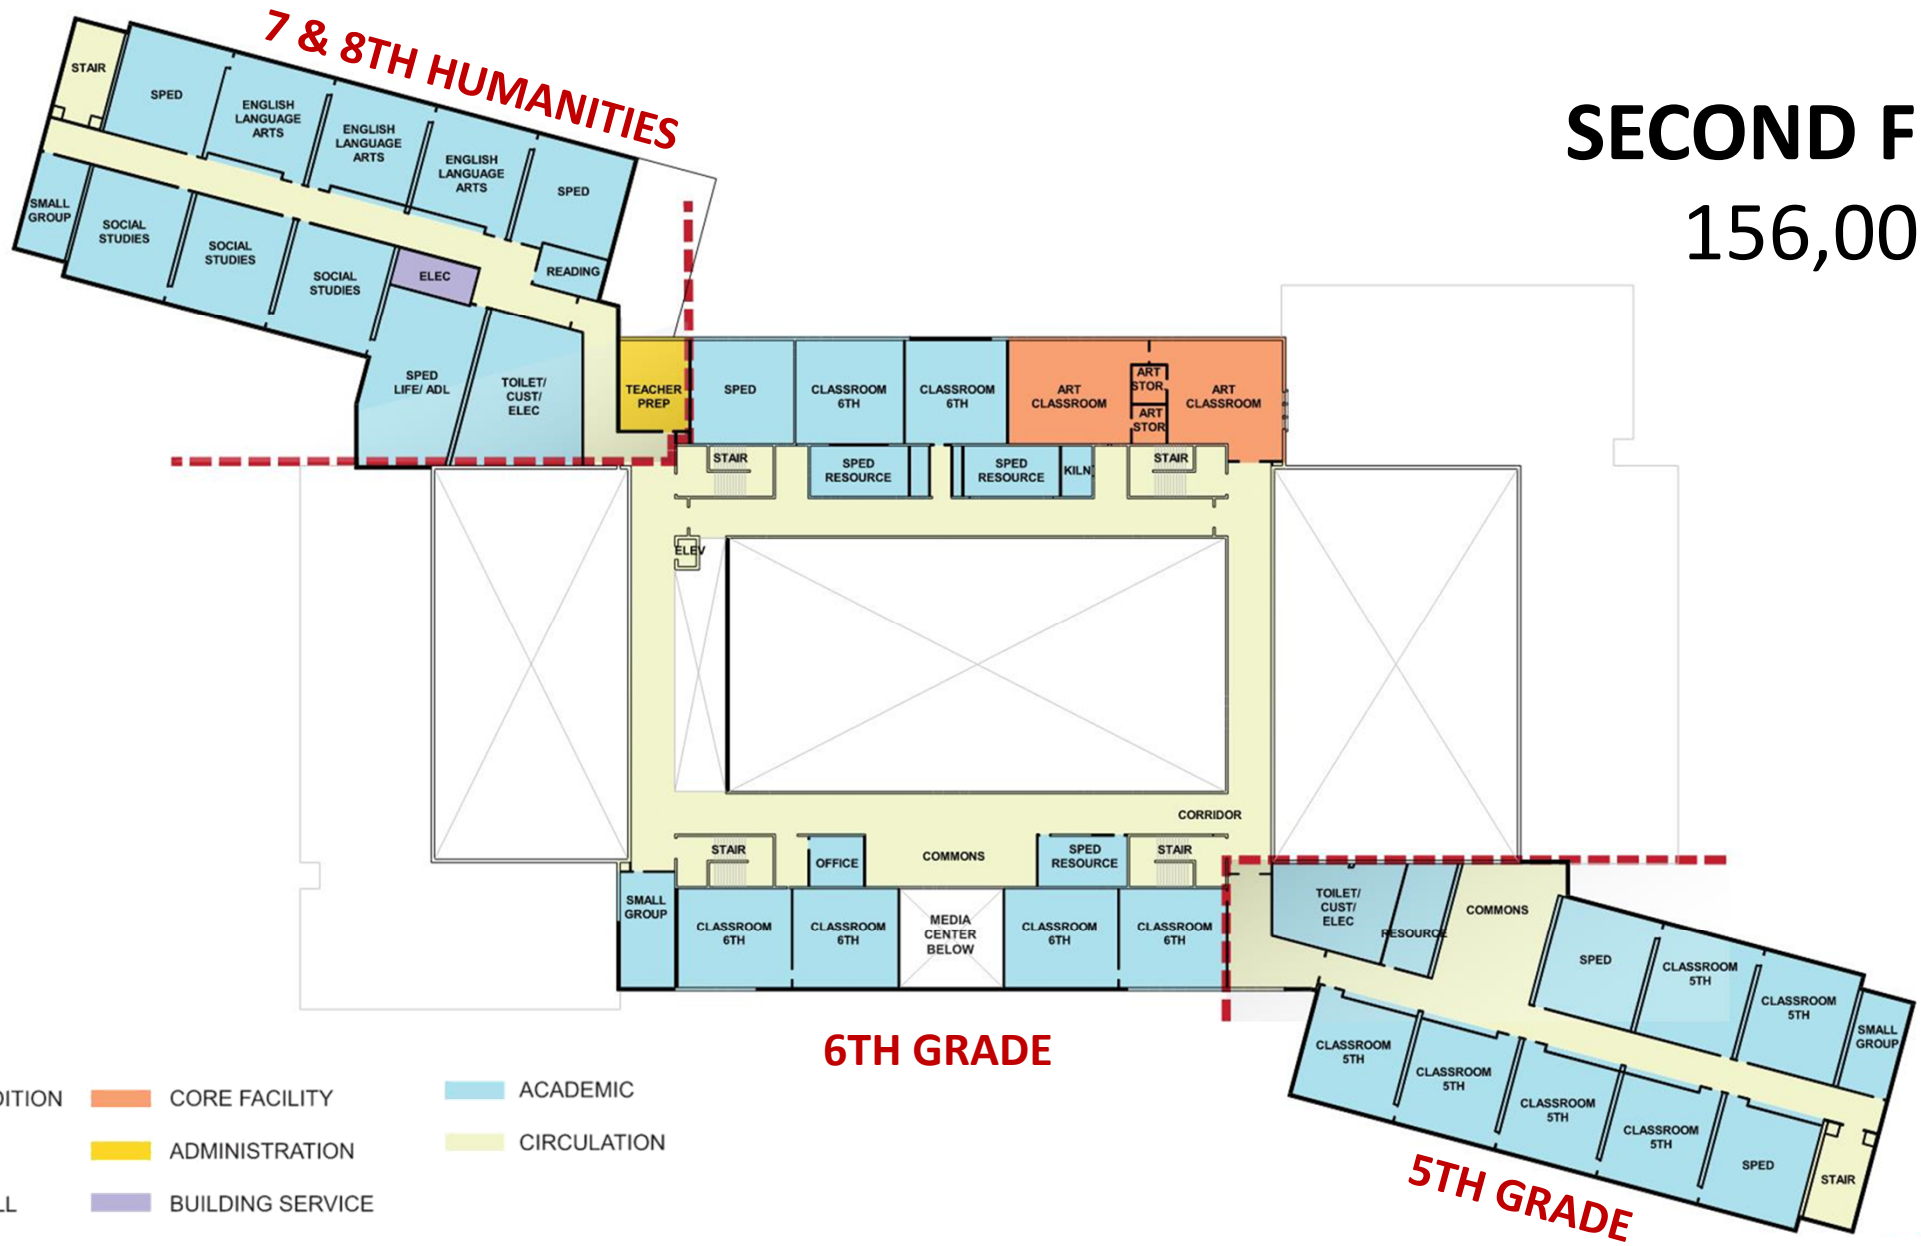 7 & 8TH HUMANITIES
SECOND F
156,00
STAIR
SPED
ENGLISH
LANGUAGE
ARTS
ENGLISH
LANGUAGE
ARTS
ENGLISH
LANGUAGE
ARTS
SPED
SMALL
GROUP
SOCIAL
STUDIES
SOCIAL
STUDIES
SOCIAL
STUDIES
ELEC
READING
SPED
LIFE/ ADL
TOILET/
CUST/
ELEC
TEACHER
PREP
SPED
CLASSROOM
6TH
CLASSROOM
6TH
ART
CLASSROOM
ART
STOR
ART
STOR
ART
CLASSROOM
STAIR
SPED
RESOURCE
SPED
RESOURCE
KILN
STAIR
ELEV
CORRIDOR
STAIR
OFFICE
COMMONS
SPED
RESOURCE
STAIR
SMALL
GROUP
CLASSROOM
6TH
CLASSROOM
6TH
MEDIA
CENTER
BELOW
CLASSROOM
6TH
CLASSROOM
6TH
TOILET/
CUST/
ELEC
RESOURCE
COMMONS
SPED
CLASSROOM
5TH
CLASSROOM
5TH
SMALL
GROUP
CLASSROOM
5TH
CLASSROOM
5TH
CLASSROOM
5TH
CLASSROOM
5TH
SPED
STAIR
6TH GRADE
5TH GRADE
DITION
CORE FACILITY
ACADEMIC
ADMINISTRATION
CIRCULATION
LL
BUILDING SERVICE